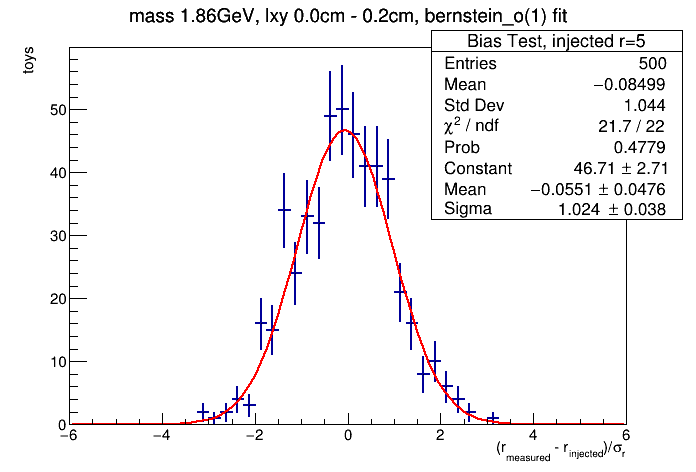 mass 1.86GeV, lxy 0.0cm - 0.2cm, bernstein_o(1) fit
Bias Test, injected r=5
Entries 500
Mean −0.08499
Std Dev 1.044
χ² / ndf 21.7 / 22
Prob 0.4779
Constant 46.71 ± 2.71
Mean −0.0551 ± 0.0476
Sigma 1.024 ± 0.038
toys
50
40
30
20
10
0
−6 −4 −2 0 2 4 6
(r_measured - r_injected)/σ_r